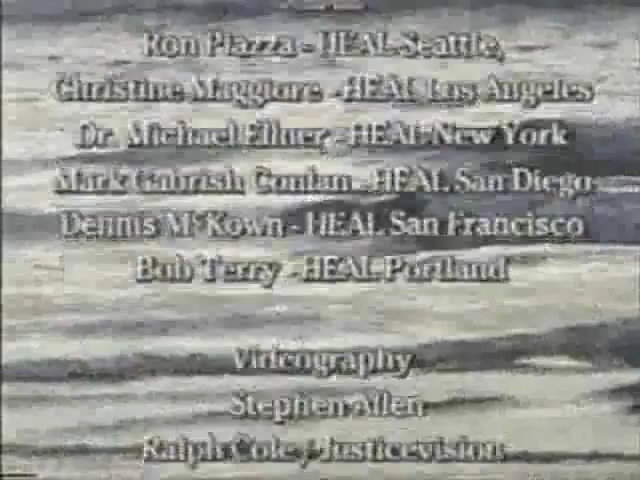 Ron Piazza - HEAL Seattle,
Christine Maggiore - HEAL Los Angeles
Dr. Michael Ellner - HEAL New York
Mark Gabrish Conlan - HEAL San Diego
Dennis McKown - HEAL San Francisco
Bob Terry - HEAL Portland
Videography
Stephen Allen
Ralph Cole / Justicevision